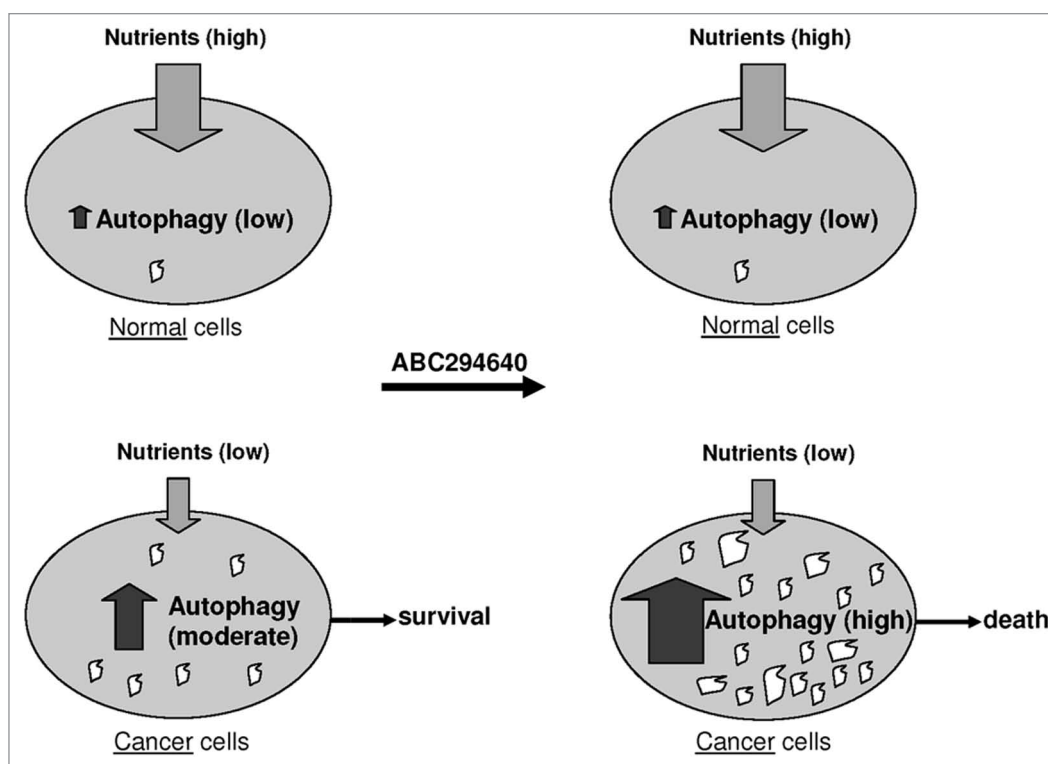 Nutrients (high)
Nutrients (high)
Autophagy (low)
Autophagy (low)
Normal cells
Normal cells
ABC294640
Nutrients (low)
Nutrients (low)
Autophagy
(moderate)
survival
Autophagy (high)
death
Cancer cells
Cancer cells